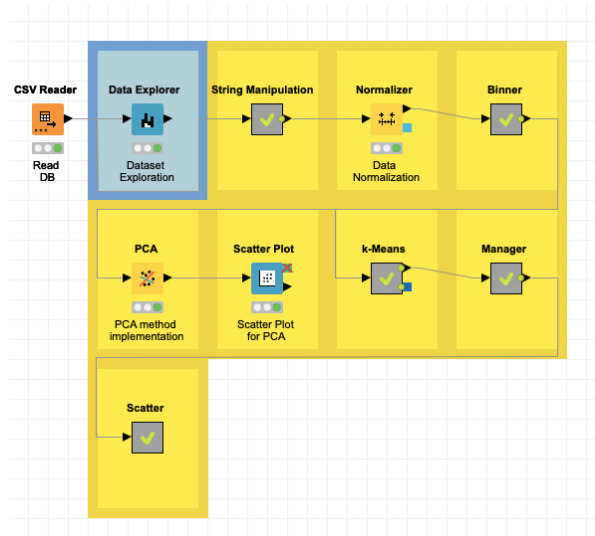 CSV Reader
Data Explorer
String Manipulation
Normalizer
Binner
Read
DB
Dataset
Exploration
Data
Normalization
PCA
Scatter Plot
k-Means
Manager
PCA method
implementation
Scatter Plot
for PCA
Scatter